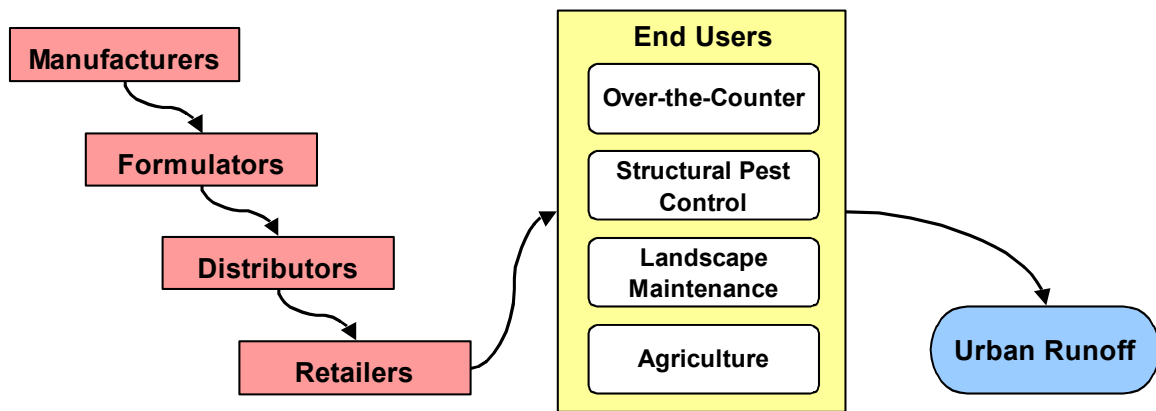 Manufacturers
Formulators
Distributors
Retailers
End Users
Over-the-Counter
Structural Pest
Control
Landscape
Maintenance
Agriculture
Urban Runoff